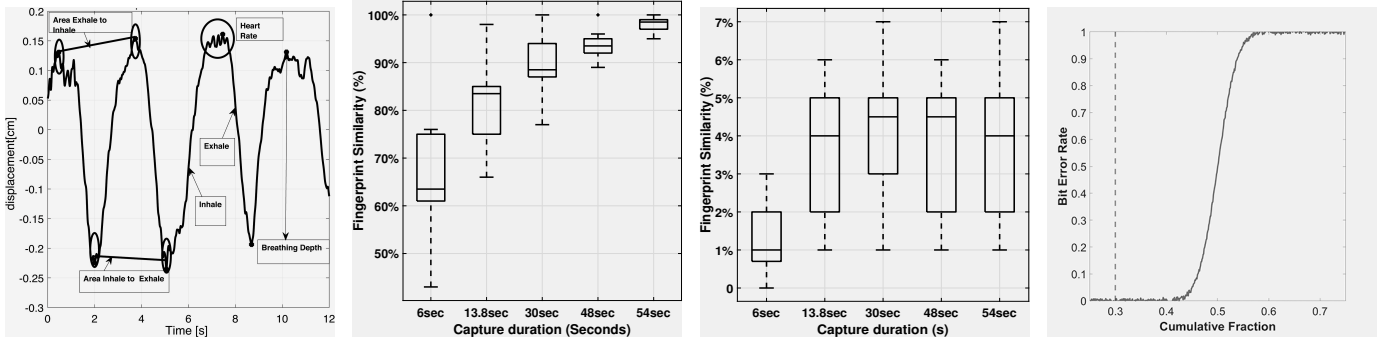 Area Exhale to
Inhale
Heart
Rate
Exhale
Inhale
Breathing Depth
Area Inhale to Exhale
displacement[cm]
0.2
0.15
0.1
0.05
0
-0.05
-0.1
-0.15
-0.2
-0.25
-0.3
0 2 4 6 8 10 12
Time [s]
Fingerprint Similarity (%)
100%
90%
80%
70%
60%
50%
6sec 13.8sec 30sec 48sec 54sec
Capture duration (Seconds)
Fingerprint Similarity (%)
7%
6%
5%
4%
3%
2%
1%
0
6sec 13.8sec 30sec 48sec 54sec
Capture duration (s)
Bit Error Rate
1
0.9
0.8
0.7
0.6
0.5
0.4
0.3
0.2
0.1
0
0.3 0.4 0.5 0.6 0.7
Cumulative Fraction